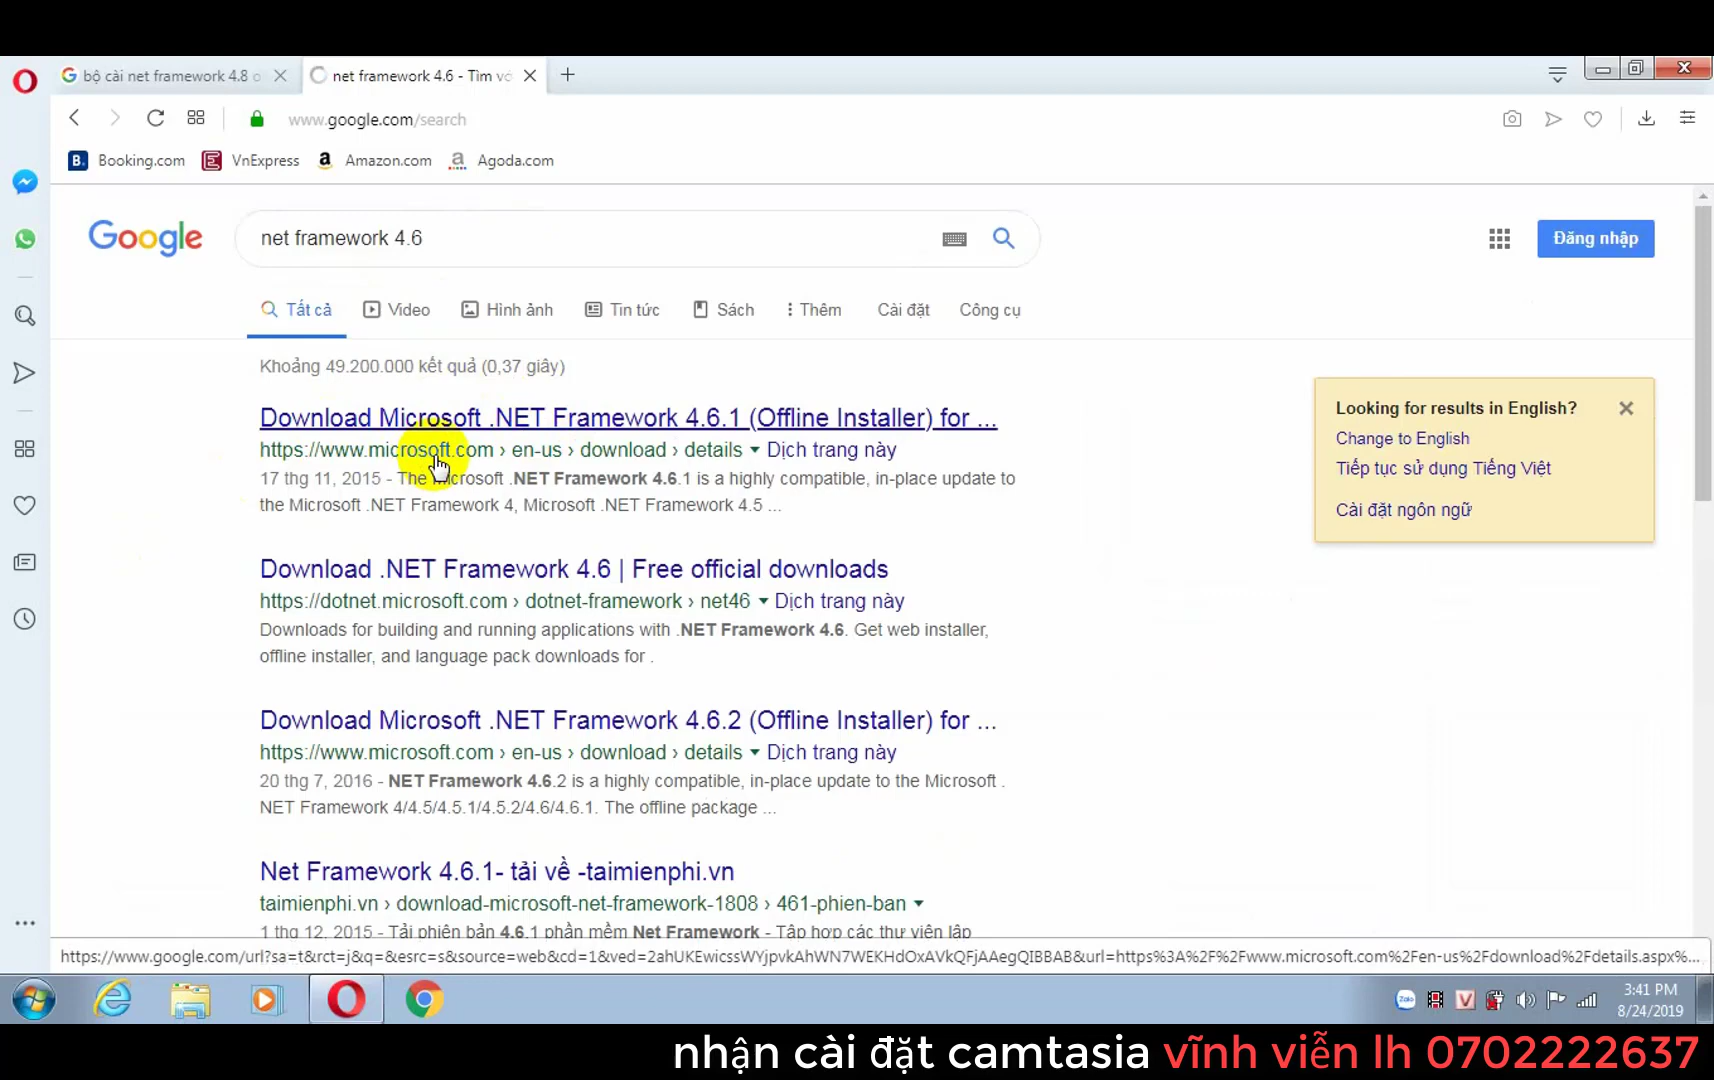 bộ cài net framework 4.8 o
net framework 4.6 - Tìm vớ
www.google.com/search
Booking.com
VnExpress
Amazon.com
Agoda.com
Google
net framework 4.6
Đăng nhập
Tất cả
Video
Hình ảnh
Tin tức
Sách
Thêm
Cài đặt
Công cụ
Khoảng 49.200.000 kết quả (0,37 giây)
Download Microsoft .NET Framework 4.6.1 (Offline Installer) for ...
https://www.microsoft.com › en-us › download › details ▾ Dịch trang này
17 thg 11, 2015 - The Microsoft .NET Framework 4.6.1 is a highly compatible, in-place update to
the Microsoft .NET Framework 4, Microsoft .NET Framework 4.5 ...
Looking for results in English?
Change to English
Tiếp tục sử dụng Tiếng Việt
Cài đặt ngôn ngữ
Download .NET Framework 4.6 | Free official downloads
https://dotnet.microsoft.com › dotnet-framework › net46 ▾ Dịch trang này
Downloads for building and running applications with .NET Framework 4.6. Get web installer,
offline installer, and language pack downloads for .
Download Microsoft .NET Framework 4.6.2 (Offline Installer) for ...
https://www.microsoft.com › en-us › download › details ▾ Dịch trang này
20 thg 7, 2016 - NET Framework 4.6.2 is a highly compatible, in-place update to the Microsoft .
NET Framework 4/4.5/4.5.1/4.5.2/4.6/4.6.1. The offline package ...
Net Framework 4.6.1- tải về -taimienphi.vn
taimienphi.vn › download-microsoft-net-framework-1808 › 461-phien-ban ▾
1 thg 12, 2015 - Tải phiên bản 4.6.1 phần mềm Net Framework - Tập hợp các thư viện lập
https://www.google.com/url?sa=t&rct=j&q=&esrc=s&source=web&cd=1&ved=2ahUKEwicssWYjpvkAhWN7WEKHdOxAVkQFjAAegQIBBAB&url=https%3A%2F%2Fwww.microsoft.com%2Fen-us%2Fdownload%2Fdetails.aspx%...
Zalo
3:41 PM
8/24/2019
nhận cài đặt camtasia vĩnh viễn lh 0702222637